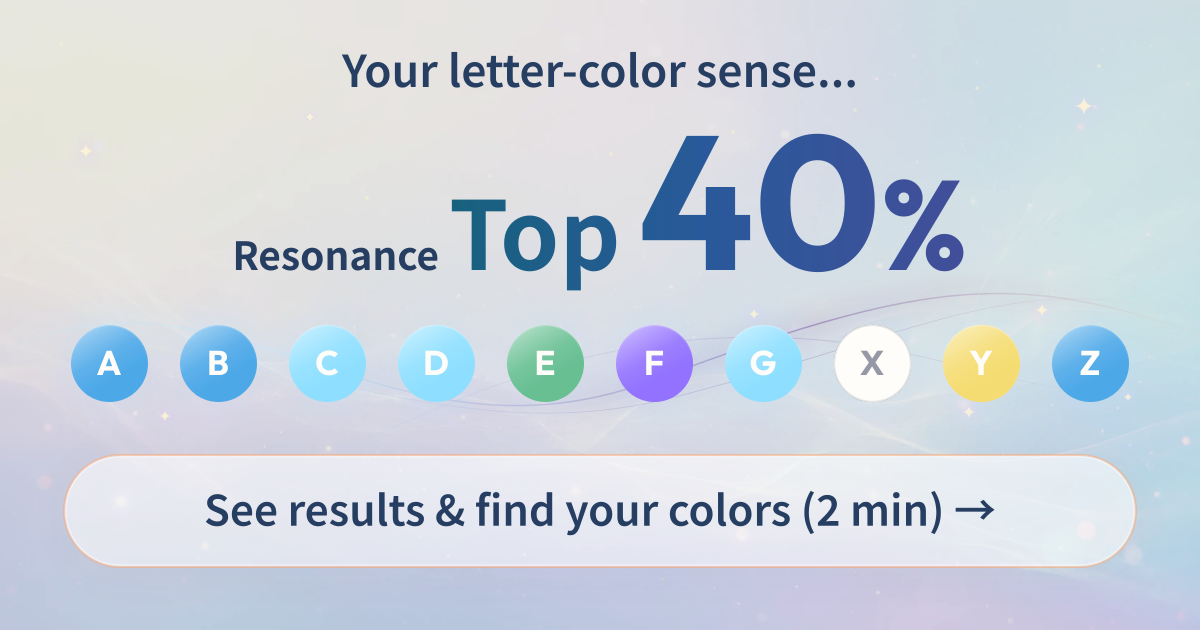 Your letter-color sense...
Resonance Top 40%
A B C D E F G X Y Z
See results & find your colors (2 min) →